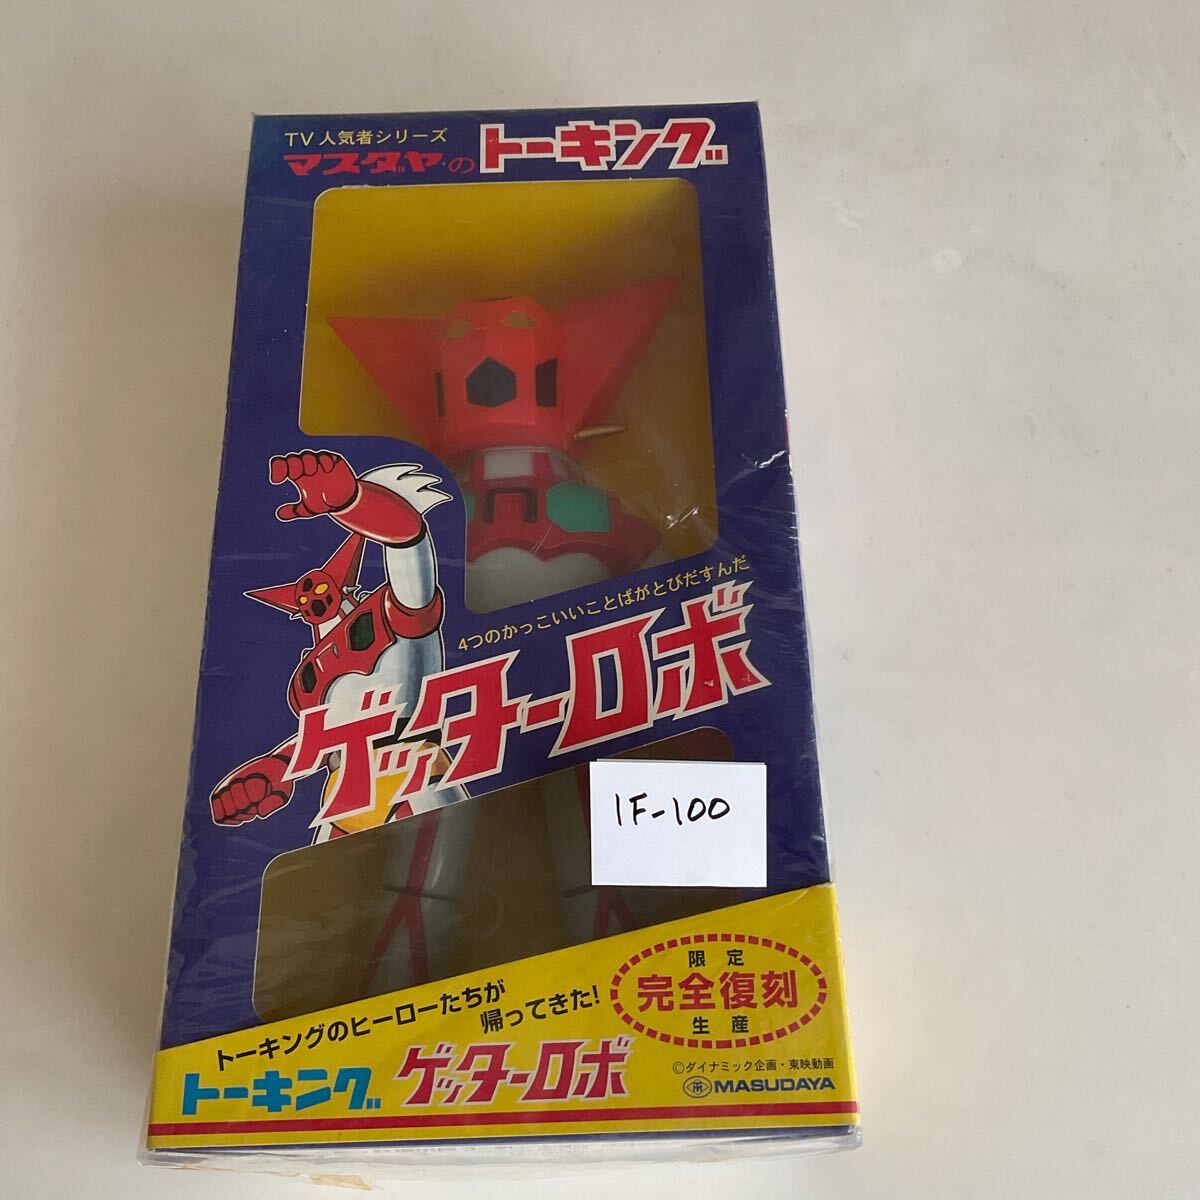 TV 人気者シリーズ
マスダヤの トーキング
4つのかっこいいことばがとびだすんだ
ゲッターロボ
1F-100
限定
完全復刻
生産
トーキングのヒーローたちが
帰ってきた!
トーキング ゲッターロボ
©ダイナミック企画・東映動画
MASUDAYA